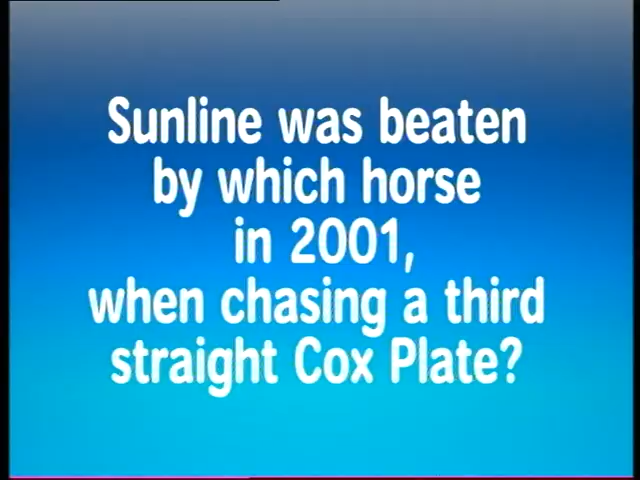 Sunline was beaten
by which horse
in 2001,
when chasing a third
straight Cox Plate?